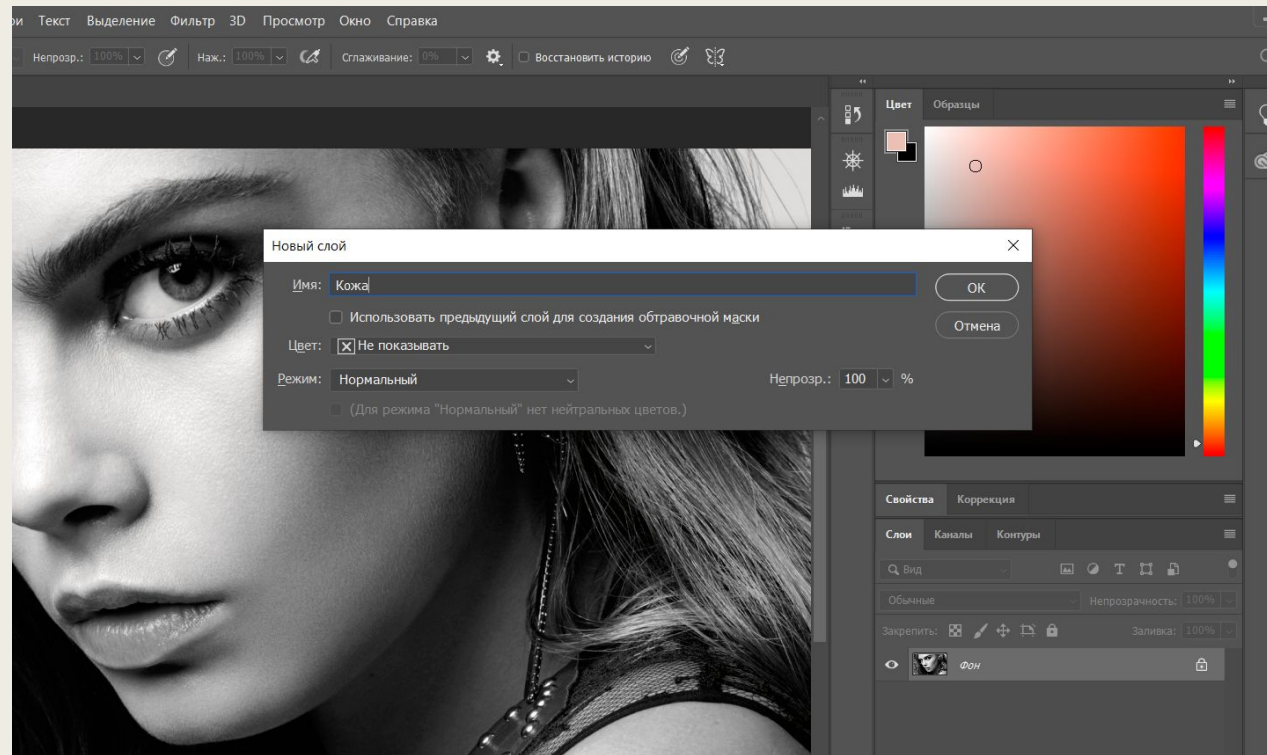 Текст Выделение Фильтр 3D Просмотр Окно Справка
Непрозр.: 100% Наж.: 100% Сглаживание: 0% Восстановить историю
Цвет Образцы
Новый слой
Имя: Кожа
ОК
Использовать предыдущий слой для создания обтравочной маски
Отмена
Цвет: Не показывать
Режим: Нормальный Непрозр.: 100 %
(Для режима "Нормальный" нет нейтральных цветов.)
Свойства Коррекция
Слои Каналы Контуры
Вид
Обычные Непрозрачность: 100%
Закрепить: Заливка: 100%
Фон